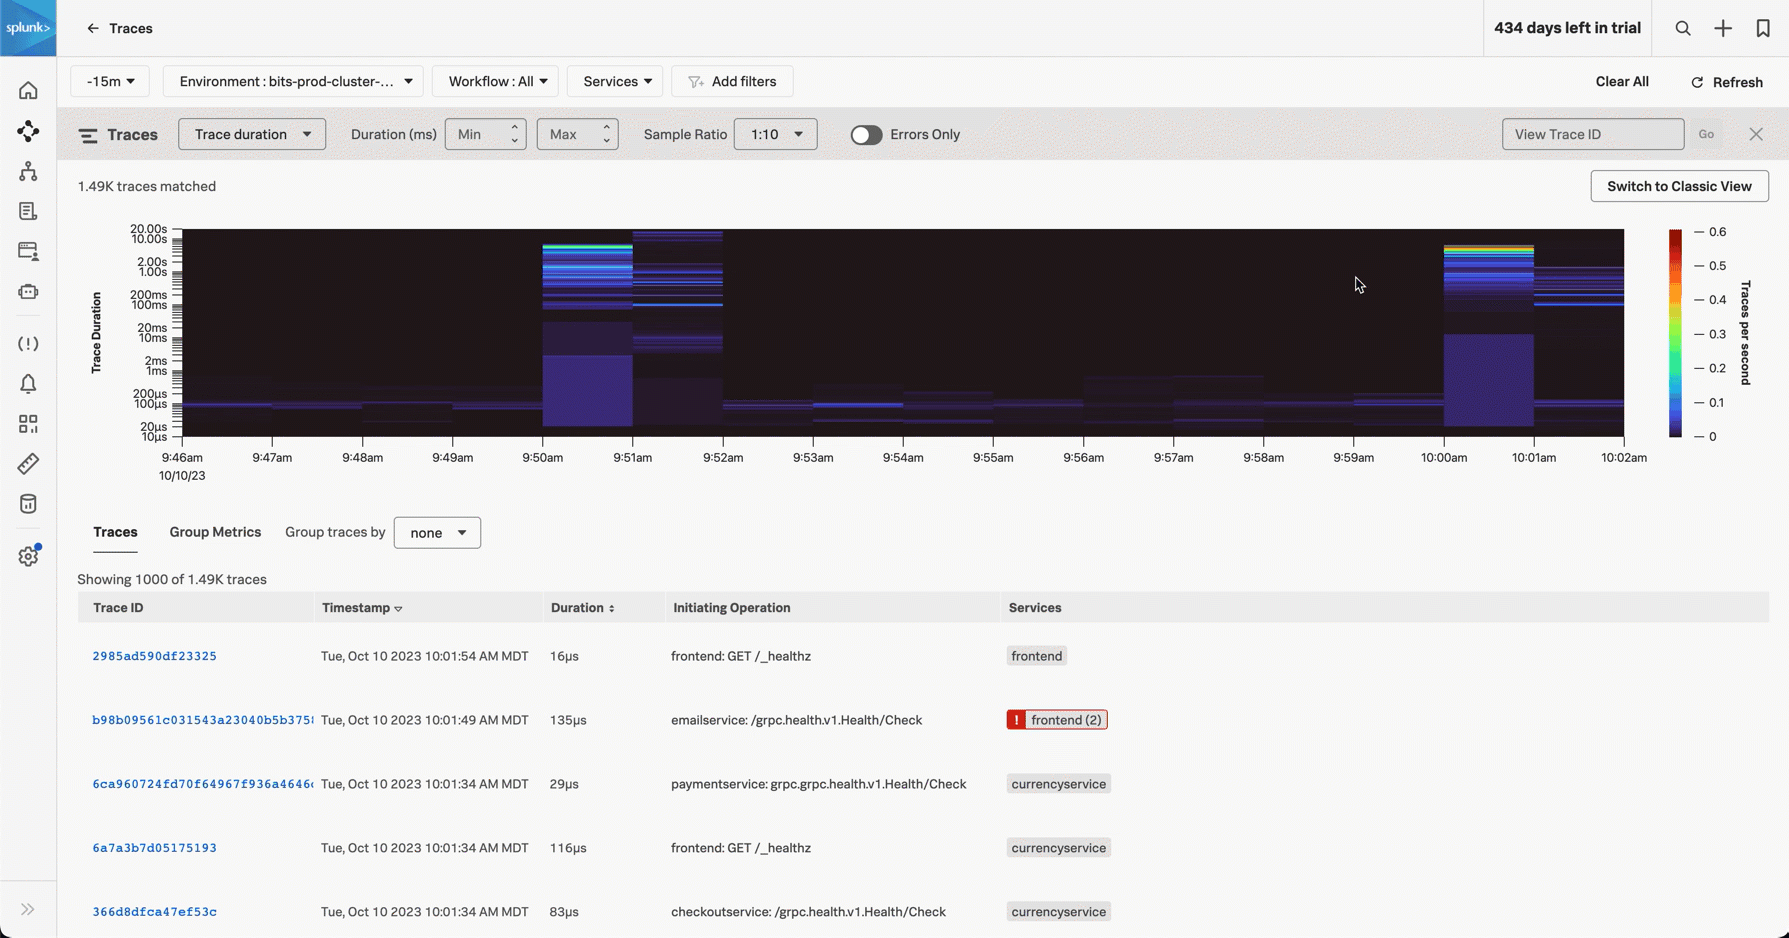 splunk>
Traces
434 days left in trial
-15m
Environment : bits-prod-cluster-...
Workflow : All
Services
Add filters
Clear All
Refresh
Traces
Trace duration
Duration (ms)
Min
Max
Sample Ratio
1:10
Errors Only
View Trace ID
Go
1.49K traces matched
Switch to Classic View
Trace Duration
20.00s
10.00s
2.00s
1.00s
200ms
100ms
20ms
10ms
2ms
1ms
200µs
100µs
20µs
10µs
9:46am
9:47am
9:48am
9:49am
9:50am
9:51am
9:52am
9:53am
9:54am
9:55am
9:56am
9:57am
9:58am
9:59am
10:00am
10:01am
10:02am
10/10/23
0.6
0.5
0.4
0.3
0.2
0.1
0
Traces per second
Traces
Group Metrics
Group traces by
none
Showing 1000 of 1.49K traces
Trace ID Timestamp Duration Initiating Operation Services
2985ad590df23325 Tue, Oct 10 2023 10:01:54 AM MDT 16µs frontend: GET /_healthz frontend
b98b09561c031543a23040b5b375 Tue, Oct 10 2023 10:01:49 AM MDT 135µs emailservice: /grpc.health.v1.Health/Check ! frontend (2)
6ca960724fd70f64967f936a4646 Tue, Oct 10 2023 10:01:34 AM MDT 29µs paymentservice: grpc.grpc.health.v1.Health/Check currencyservice
6a7a3b7d05175193 Tue, Oct 10 2023 10:01:34 AM MDT 116µs frontend: GET /_healthz currencyservice
366d8dfca47ef53c Tue, Oct 10 2023 10:01:34 AM MDT 83µs checkoutservice: /grpc.health.v1.Health/Check currencyservice